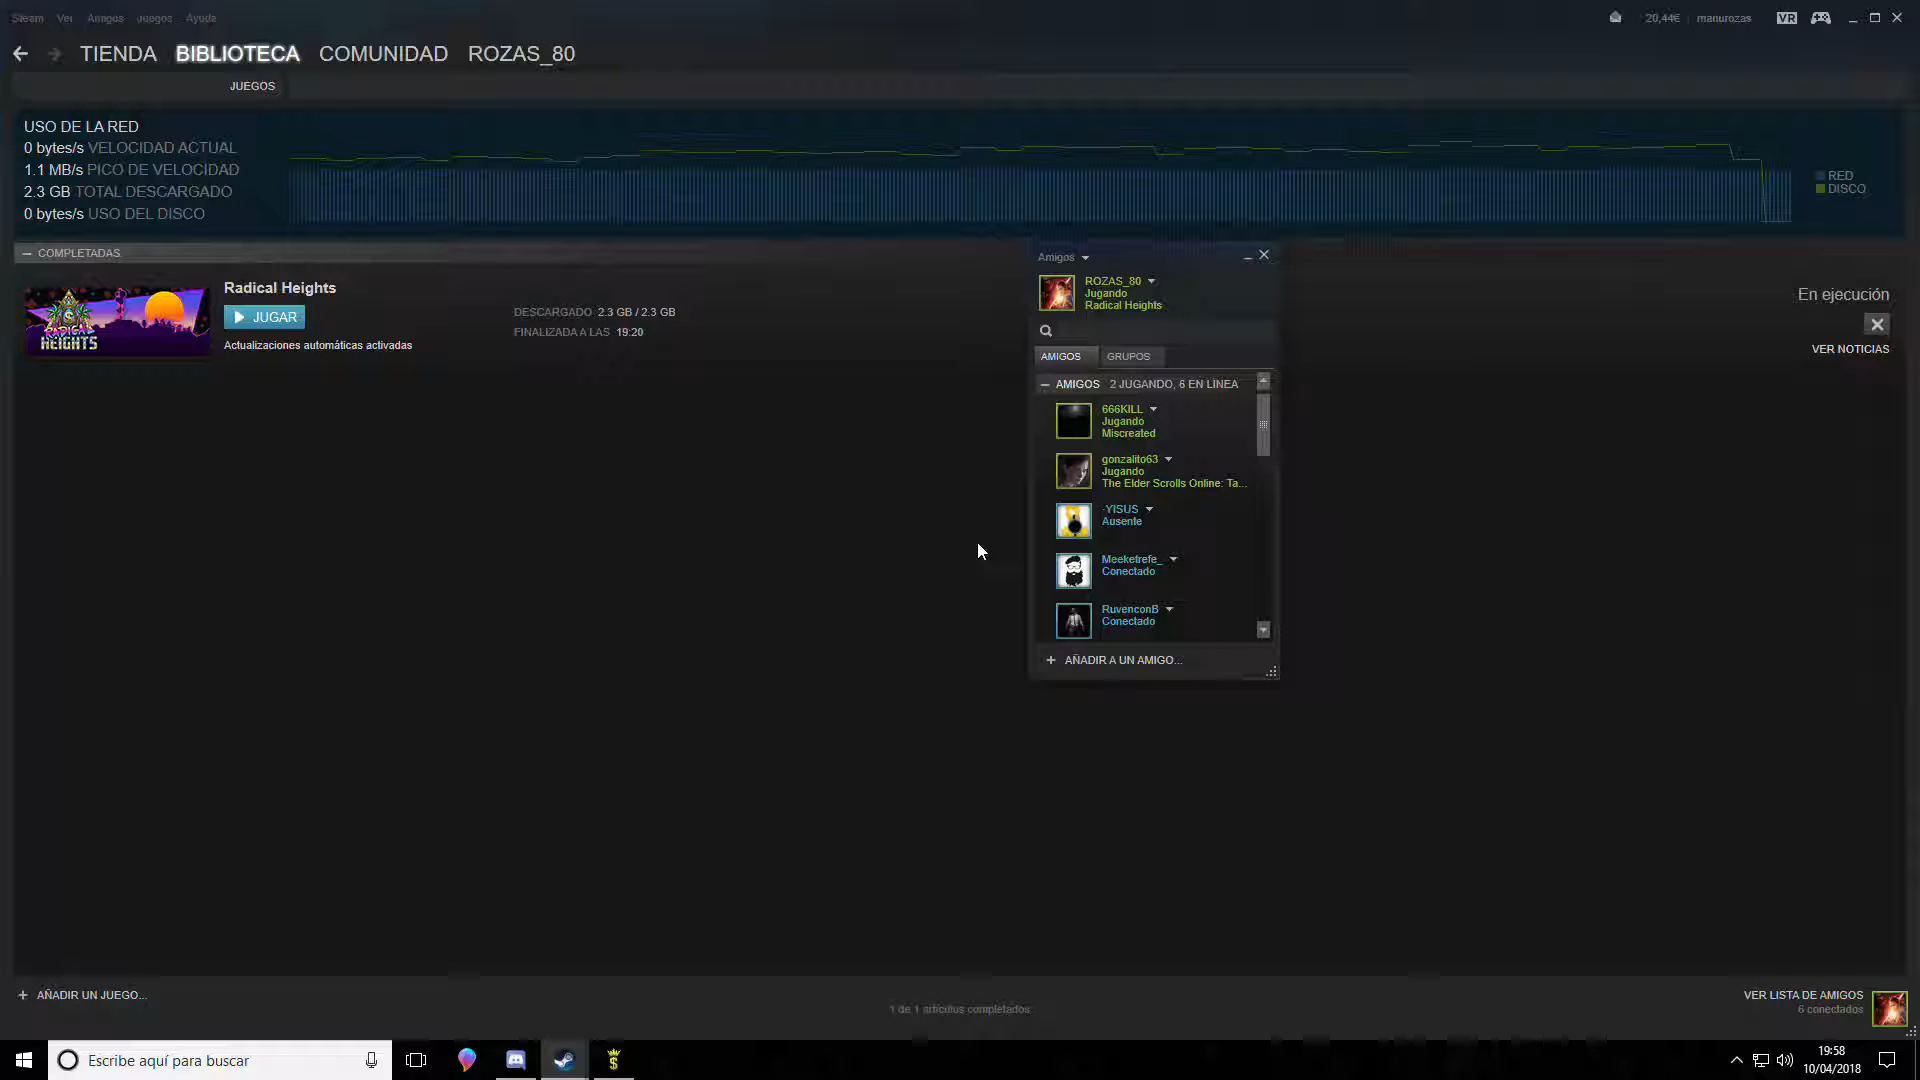 Steam Ver Amigos Juegos Ayuda
20,44€ manurozas VR
TIENDA BIBLIOTECA COMUNIDAD ROZAS_80
JUEGOS
USO DE LA RED
0 bytes/s VELOCIDAD ACTUAL
1.1 MB/s PICO DE VELOCIDAD
2.3 GB TOTAL DESCARGADO
0 bytes/s USO DEL DISCO
RED
DISCO
COMPLETADAS
RADICAL HEIGHTS
Radical Heights
JUGAR
Actualizaciones automáticas activadas
DESCARGADO 2.3 GB / 2.3 GB
FINALIZADA A LAS 19:20
En ejecución
VER NOTICIAS
Amigos
ROZAS_80
Jugando
Radical Heights
AMIGOS GRUPOS
AMIGOS 2 JUGANDO, 6 EN LÍNEA
666KILL
Jugando
Miscreated
gonzalito63
Jugando
The Elder Scrolls Online: Ta...
-YISUS
Ausente
Meeketrefe_
Conectado
RuvenconB
Conectado
+ AÑADIR A UN AMIGO...
+ AÑADIR UN JUEGO...
1 de 1 artículos completados
VER LISTA DE AMIGOS
6 conectados
Escribe aquí para buscar
19:58
10/04/2018